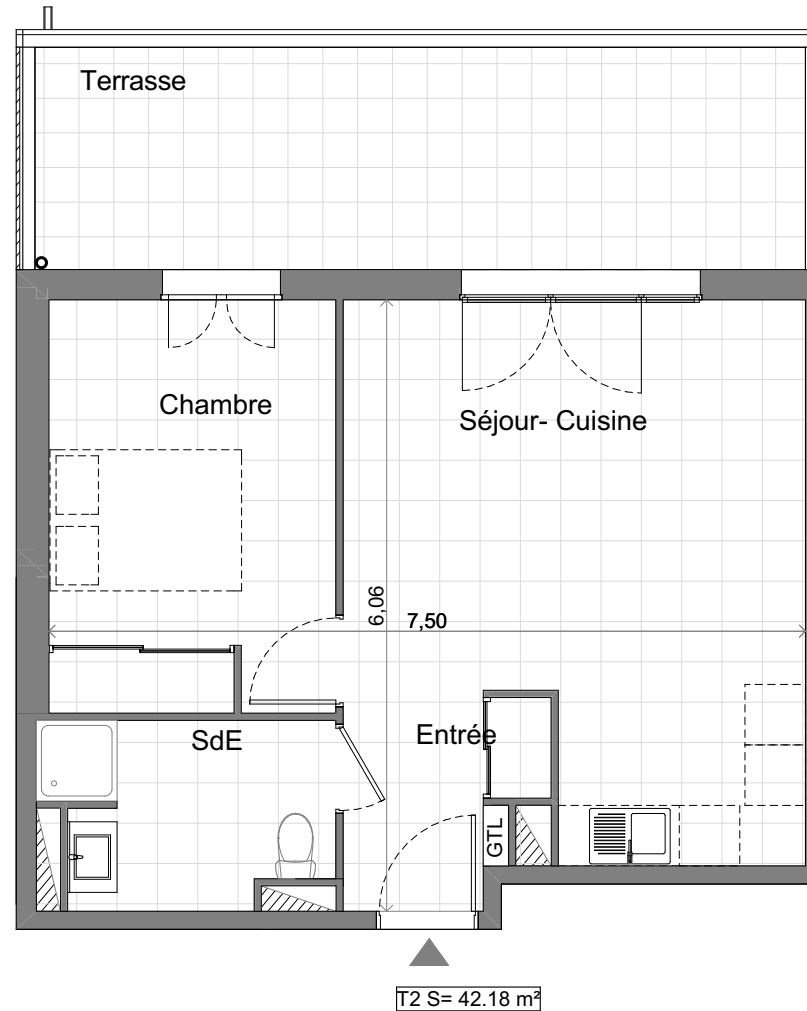 Terrasse
Chambre
Séjour- Cuisine
6,06
7,50
SdE
Entrée
GTL
T2 S= 42.18 m²